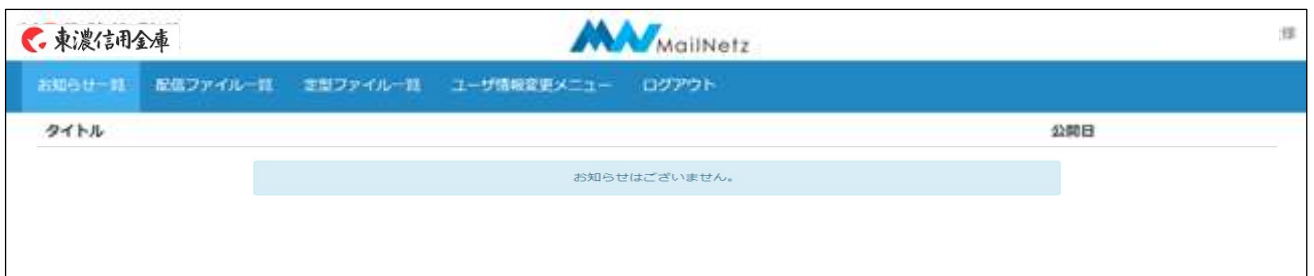 東濃信用金庫
MailNetz
様
お知らせ一覧 配信ファイル一覧 定型ファイル一覧 ユーザ情報変更メニュー ログアウト
タイトル 公開日
お知らせはございません。